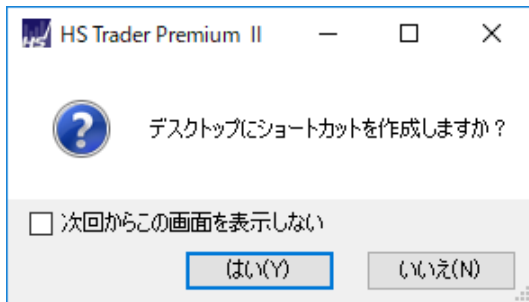 HS Trader Premium II
デスクトップにショートカットを作成しますか?
次回からこの画面を表示しない
はい(Y)
いいえ(N)